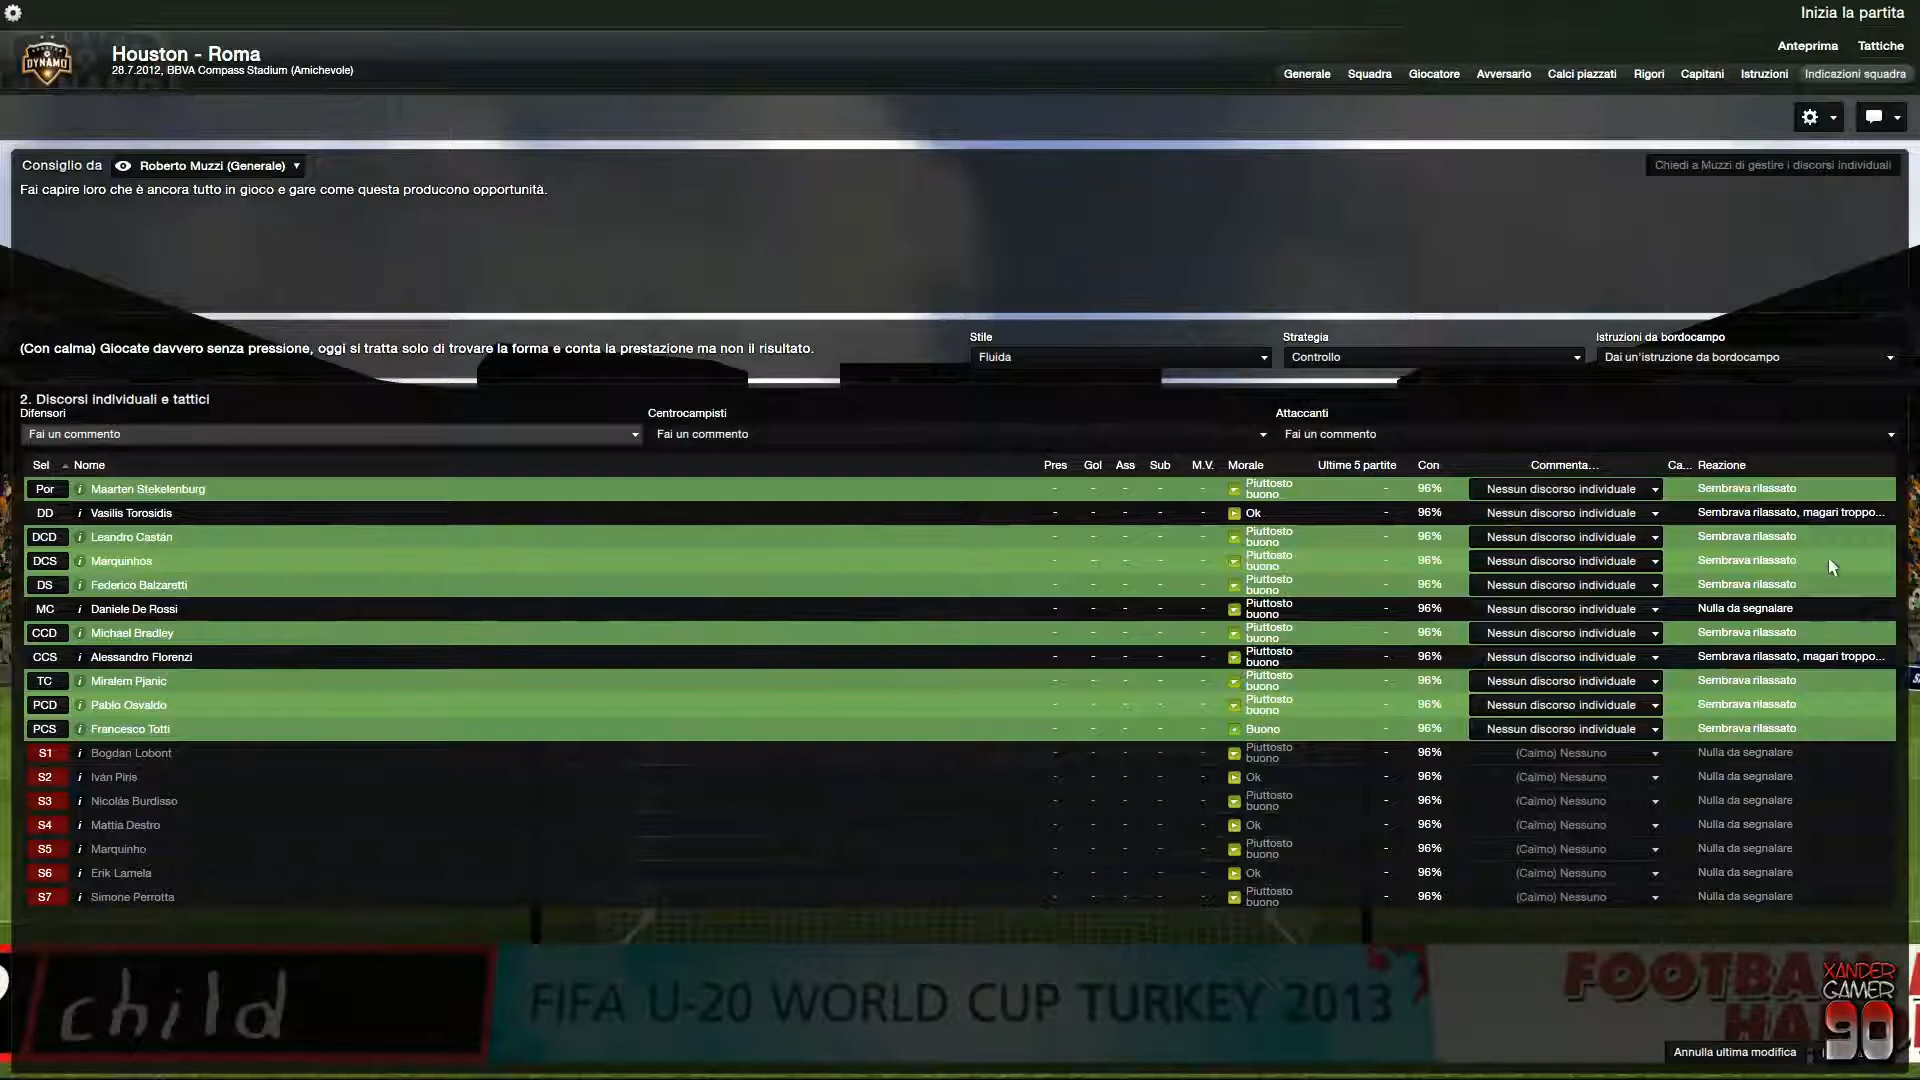 Inizia la partita
DYNAMO
Houston - Roma
28.7.2012, BBVA Compass Stadium (Amichevole)
Anteprima Tattiche
Generale Squadra Giocatore Avversario Calci piazzati Rigori Capitani Istruzioni Indicazioni squadra
Consiglio da Roberto Muzzi (Generale)
Chiedi a Muzzi di gestire i discorsi individuali
Fai capire loro che è ancora tutto in gioco e gare come questa producono opportunità.
(Con calma) Giocate davvero senza pressione, oggi si tratta solo di trovare la forma e conta la prestazione ma non il risultato.
Stile Strategia Istruzioni da bordocampo
Fluida Controllo Dai un'istruzione da bordocampo
2. Discorsi individuali e tattici
Difensori Centrocampisti Attaccanti
Fai un commento Fai un commento Fai un commento
Sel Nome Pres Gol Ass Sub M.V. Morale Ultime 5 partite Con Commenta... Ca... Reazione
Por i Maarten Stekelenburg - - - - - Piuttosto buono - 96% Nessun discorso individuale Sembrava rilassato
DD i Vasilis Torosidis - - - - - Ok - 96% Nessun discorso individuale Sembrava rilassato, magari troppo...
DCD i Leandro Castán - - - - - Piuttosto buono - 96% Nessun discorso individuale Sembrava rilassato
DCS i Marquinhos - - - - - Piuttosto buono - 96% Nessun discorso individuale Sembrava rilassato
DS i Federico Balzaretti - - - - - Piuttosto buono - 96% Nessun discorso individuale Sembrava rilassato
MC i Daniele De Rossi - - - - - Piuttosto buono - 96% Nessun discorso individuale Nulla da segnalare
CCD i Michael Bradley - - - - - Piuttosto buono - 96% Nessun discorso individuale Sembrava rilassato
CCS i Alessandro Florenzi - - - - - Piuttosto buono - 96% Nessun discorso individuale Sembrava rilassato, magari troppo...
TC i Miralem Pjanic - - - - - Piuttosto buono - 96% Nessun discorso individuale Sembrava rilassato
PCD i Pablo Osvaldo - - - - - Piuttosto buono - 96% Nessun discorso individuale Sembrava rilassato
PCS i Francesco Totti - - - - - Buono - 96% Nessun discorso individuale Sembrava rilassato
S1 i Bogdan Lobont - - - - - Piuttosto buono - 96% (Calmo) Nessuno Nulla da segnalare
S2 i Iván Piris - - - - - Ok - 96% (Calmo) Nessuno Nulla da segnalare
S3 i Nicolás Burdisso - - - - - Piuttosto buono - 96% (Calmo) Nessuno Nulla da segnalare
S4 i Mattia Destro - - - - - Ok - 96% (Calmo) Nessuno Nulla da segnalare
S5 i Marquinho - - - - - Piuttosto buono - 96% (Calmo) Nessuno Nulla da segnalare
S6 i Erik Lamela - - - - - Ok - 96% (Calmo) Nessuno Nulla da segnalare
S7 i Simone Perrotta - - - - - Piuttosto buono - 96% (Calmo) Nessuno Nulla da segnalare
child
FIFA U-20 WORLD CUP TURKEY 2013
XANDER
GAMER
90
Annulla ultima modifica